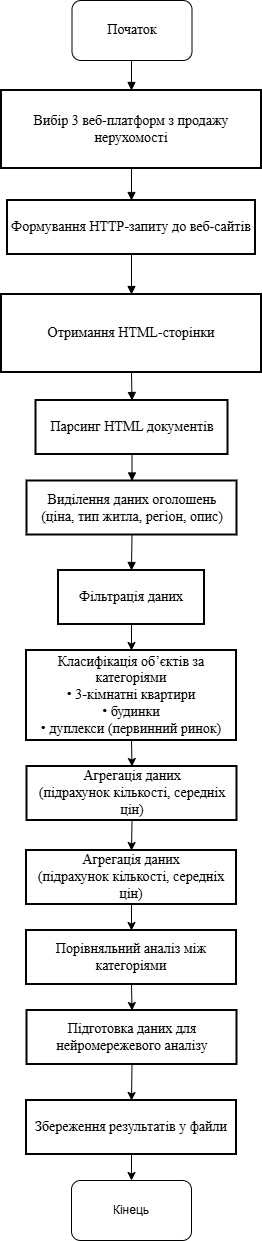 Початок
Вибір 3 веб-платформ з продажу
нерухомості
Формування HTTP-запиту до веб-сайтів
Отримання HTML-сторінки
Парсинг HTML документів
Виділення даних оголошень
(ціна, тип житла, регіон, опис)
Фільтрація даних
Класифікація об’єктів за
категоріями
• 3-кімнатні квартири
• будинки
• дуплекси (первинний ринок)
Агрегація даних
(підрахунок кількості, середніх
цін)
Агрегація даних
(підрахунок кількості, середніх
цін)
Порівняльний аналіз між
категоріями
Підготовка даних для
нейромережевого аналізу
Збереження результатів у файли
Кінець